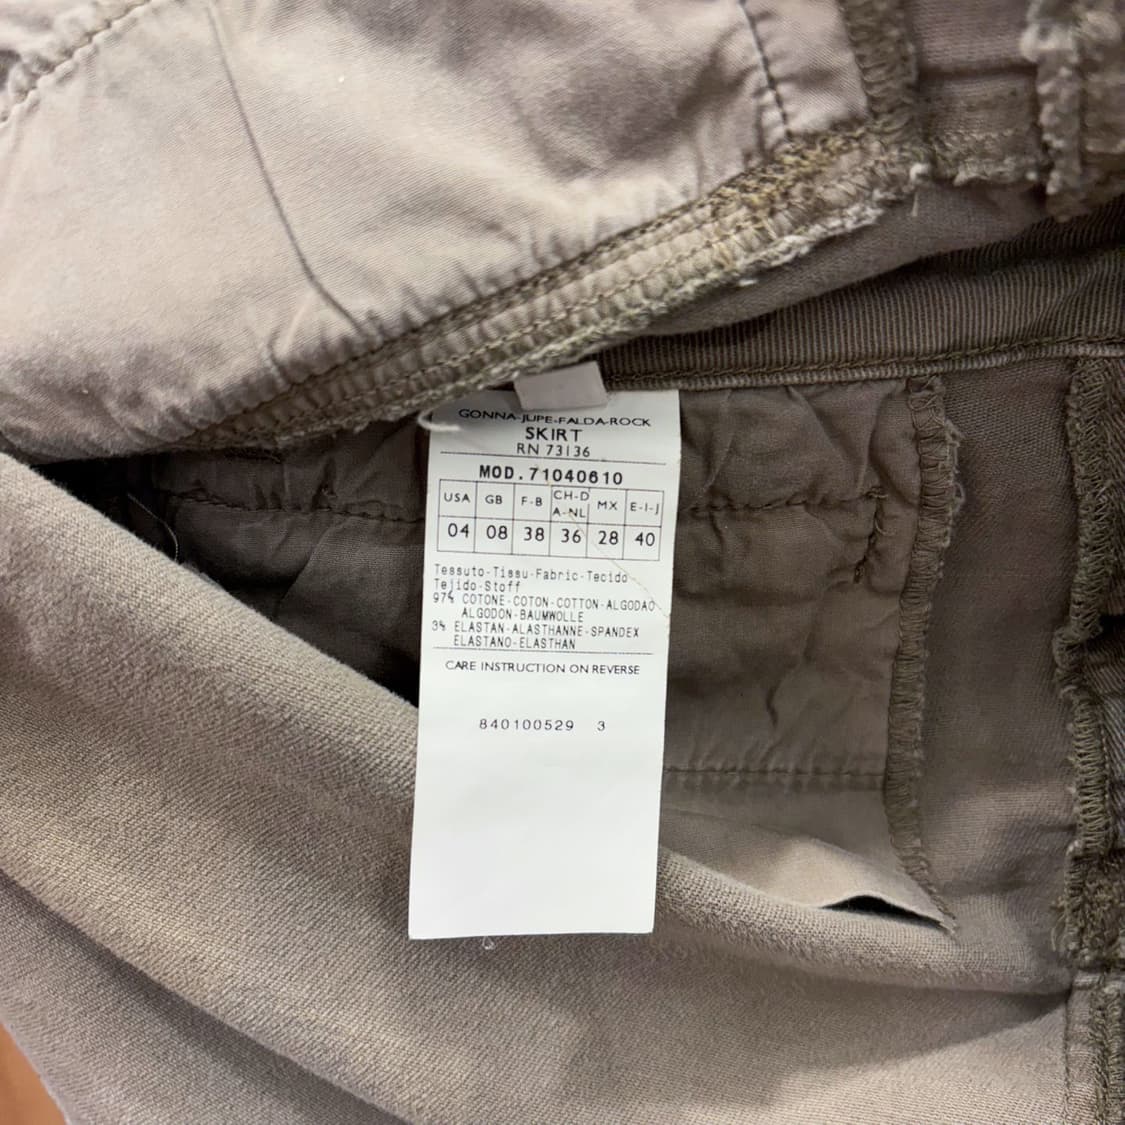 GONNA-JUPE-FALDA-ROCK
SKIRT
RN 73136
MOD.71040610
USA GB F-B CH-D A-NL MX E-I-J
04 08 38 36 28 40
Tessuto-Tissu-Fabric-Tecido
Tejido-Stoff
97% COTONE-COTON-COTTON-ALGODAO
ALGODON-BAUMWOLLE
3% ELASTAN-ALASTHANNE-SPANDEX
ELASTANO-ELASTHAN
CARE INSTRUCTION ON REVERSE
840100529 3